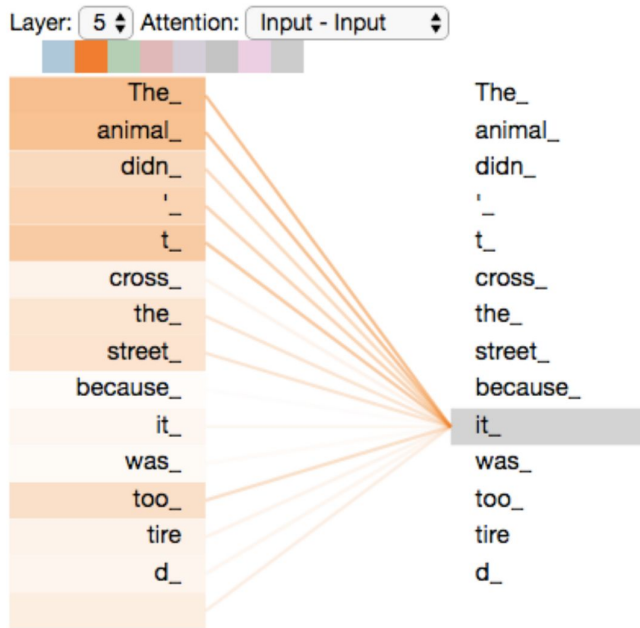 Layer: 5 Attention: Input - Input
The_ The_
animal_ animal_
didn_ didn_
'_ '_
t_ t_
cross_ cross_
the_ the_
street_ street_
because_ because_
it_ it_
was_ was_
too_ too_
tire tire
d_ d_